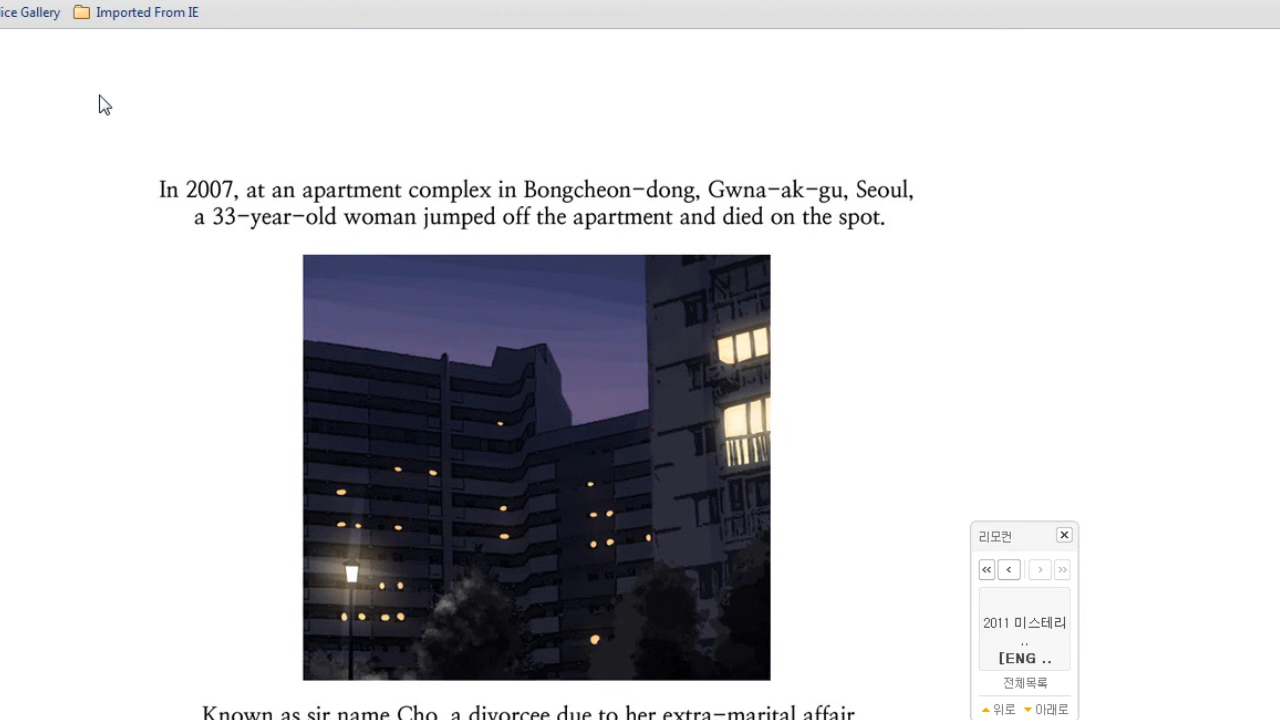 ice Gallery
Imported From IE
In 2007, at an apartment complex in Bongcheon-dong, Gwna-ak-gu, Seoul,
a 33-year-old woman jumped off the apartment and died on the spot.
Known as sir name Cho, a divorcee due to her extra-marital affair
리모컨
2011 미스테리
..
[ENG ..
전체목록
위로
아래로